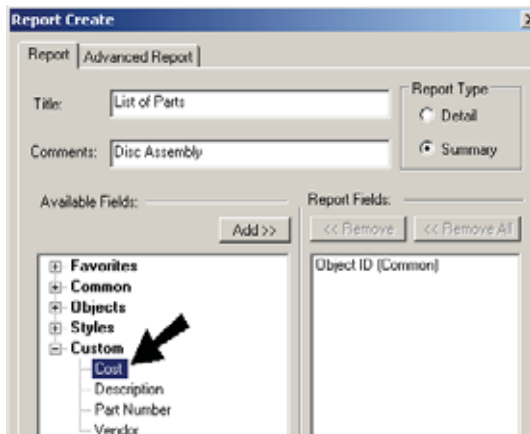 Report Create
Report
Advanced Report
Title:
List of Parts
Report Type
Detail
Summary
Comments:
Disc Assembly
Available Fields:
Report Fields:
Add >>
<< Remove
<< Remove All
Favorites
Common
Objects
Styles
Custom
Cost
Description
Part Number
Vendor
Object ID (Common)